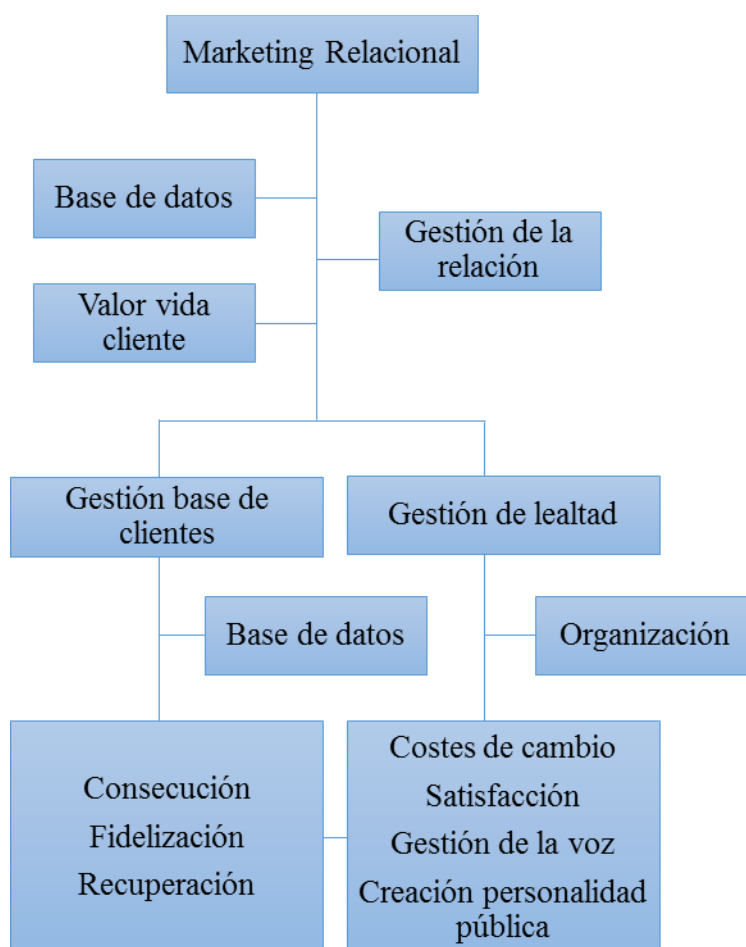 Marketing Relacional
Base de datos
Gestión de la
relación
Valor vida
cliente
Gestión base de
clientes
Gestión de lealtad
Base de datos
Organización
Consecución
Fidelización
Recuperación
Costes de cambio
Satisfacción
Gestión de la voz
Creación personalidad
pública